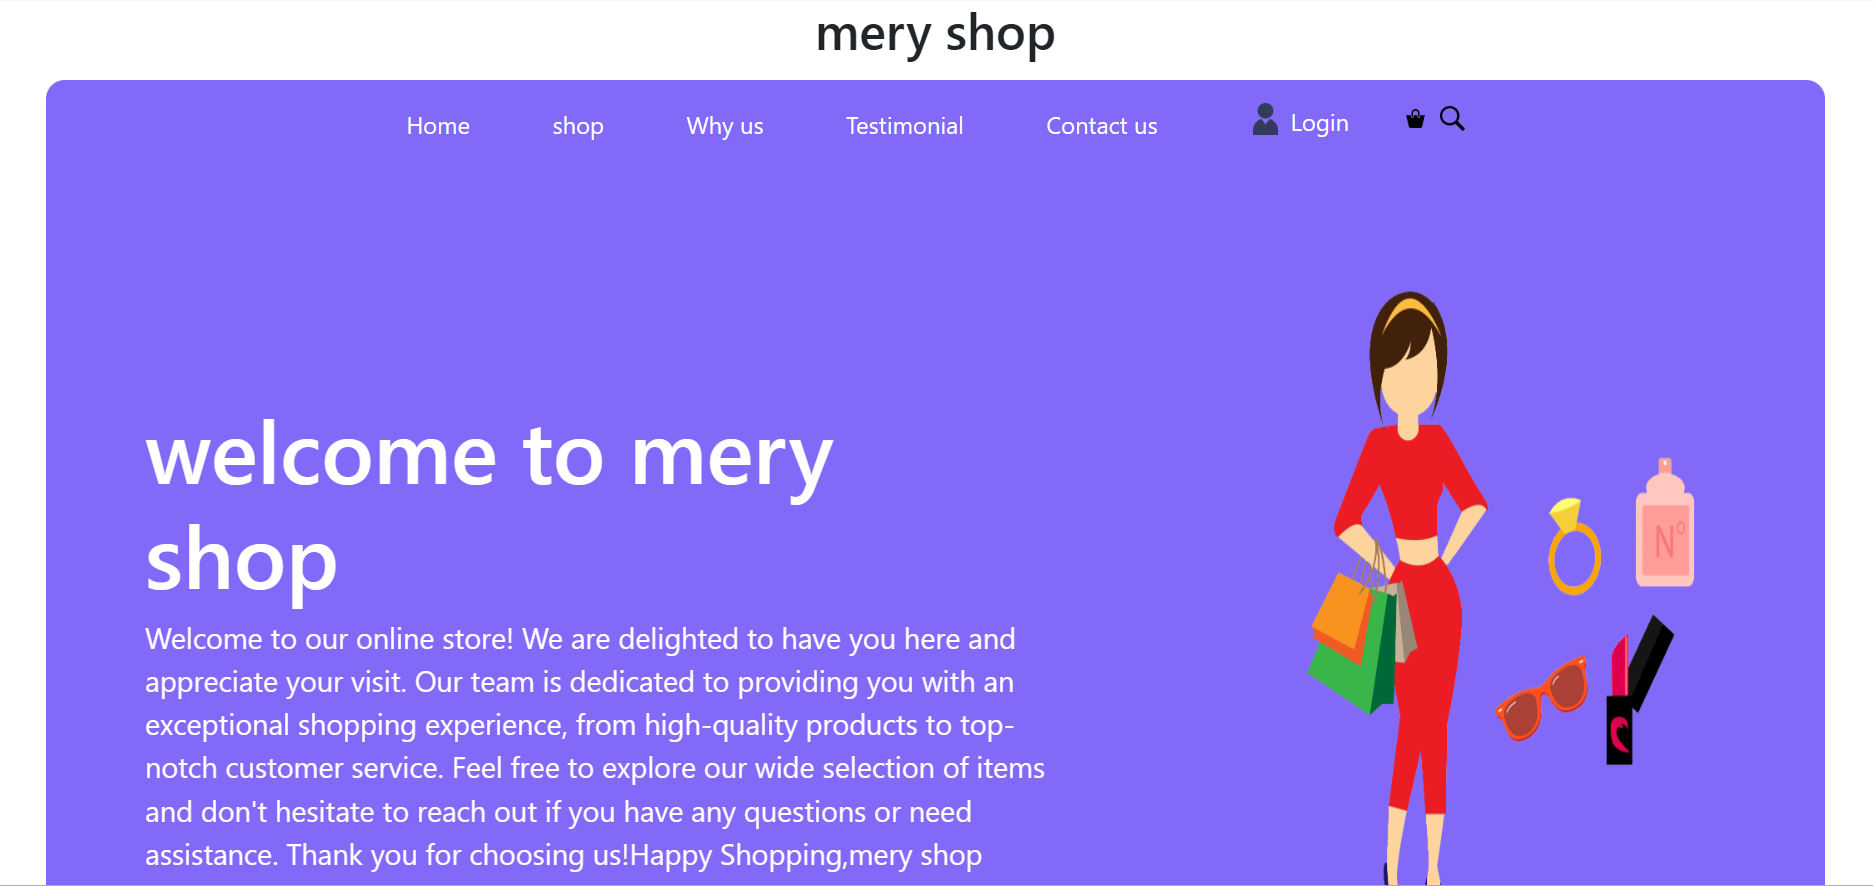 mery shop
Home shop Why us Testimonial Contact us Login
welcome to mery
shop
Welcome to our online store! We are delighted to have you here and
appreciate your visit. Our team is dedicated to providing you with an
exceptional shopping experience, from high-quality products to top-
notch customer service. Feel free to explore our wide selection of items
and don't hesitate to reach out if you have any questions or need
assistance. Thank you for choosing us!Happy Shopping,mery shop
N°